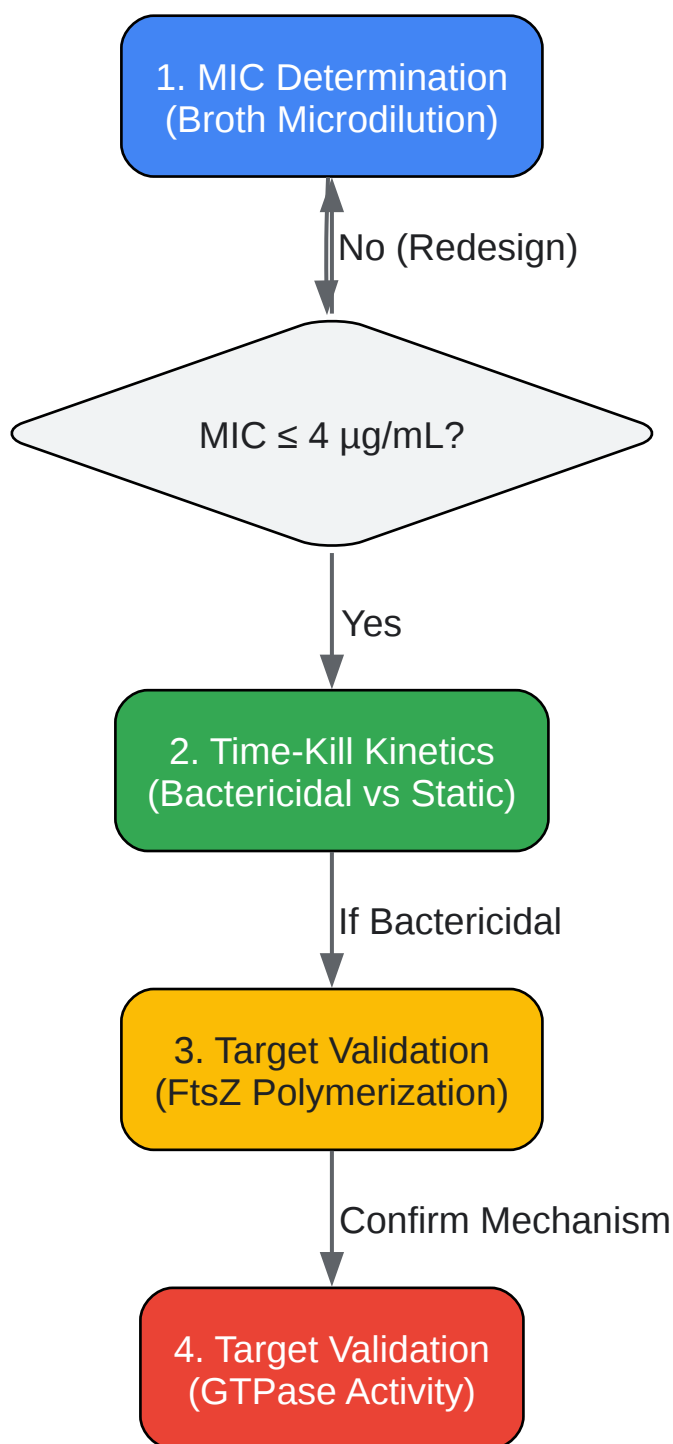 1. MIC Determination
(Broth Microdilution)
No (Redesign)
MIC ≤ 4 µg/mL?
Yes
2. Time-Kill Kinetics
(Bactericidal vs Static)
If Bactericidal
3. Target Validation
(FtsZ Polymerization)
Confirm Mechanism
4. Target Validation
(GTPase Activity)